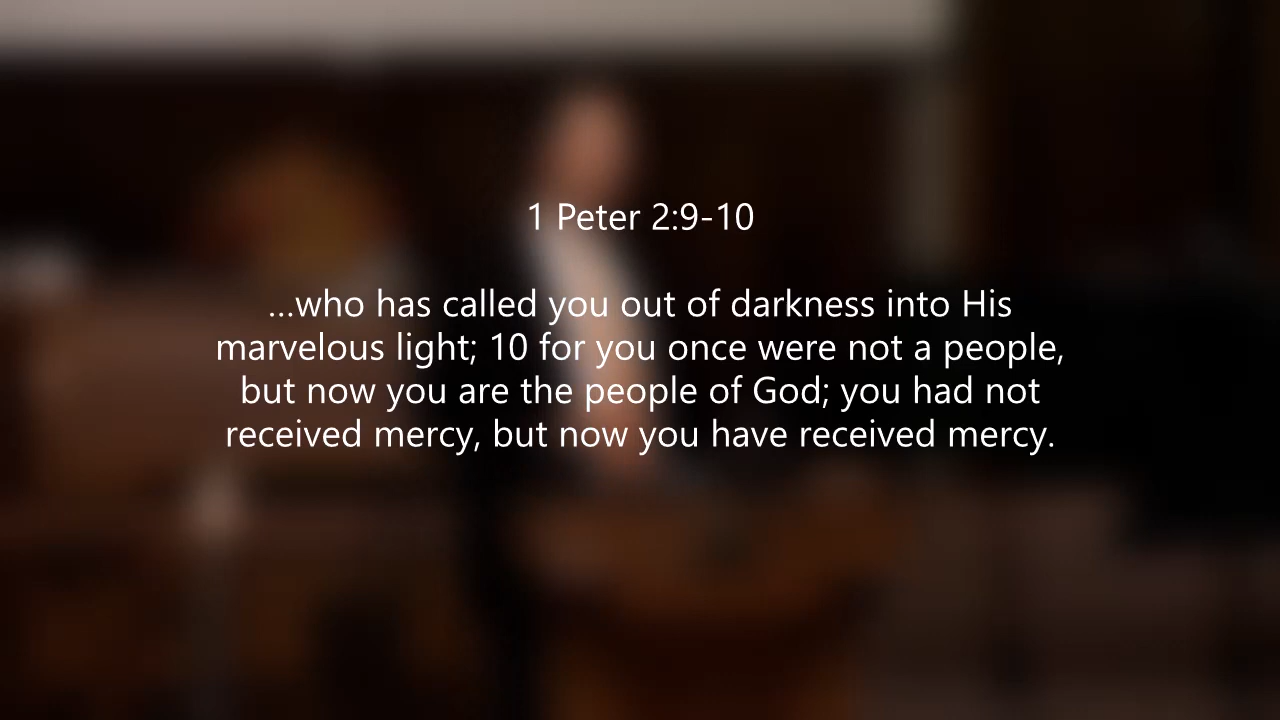 1 Peter 2:9-10
...who has called you out of darkness into His
marvelous light; 10 for you once were not a people,
but now you are the people of God; you had not
received mercy, but now you have received mercy.